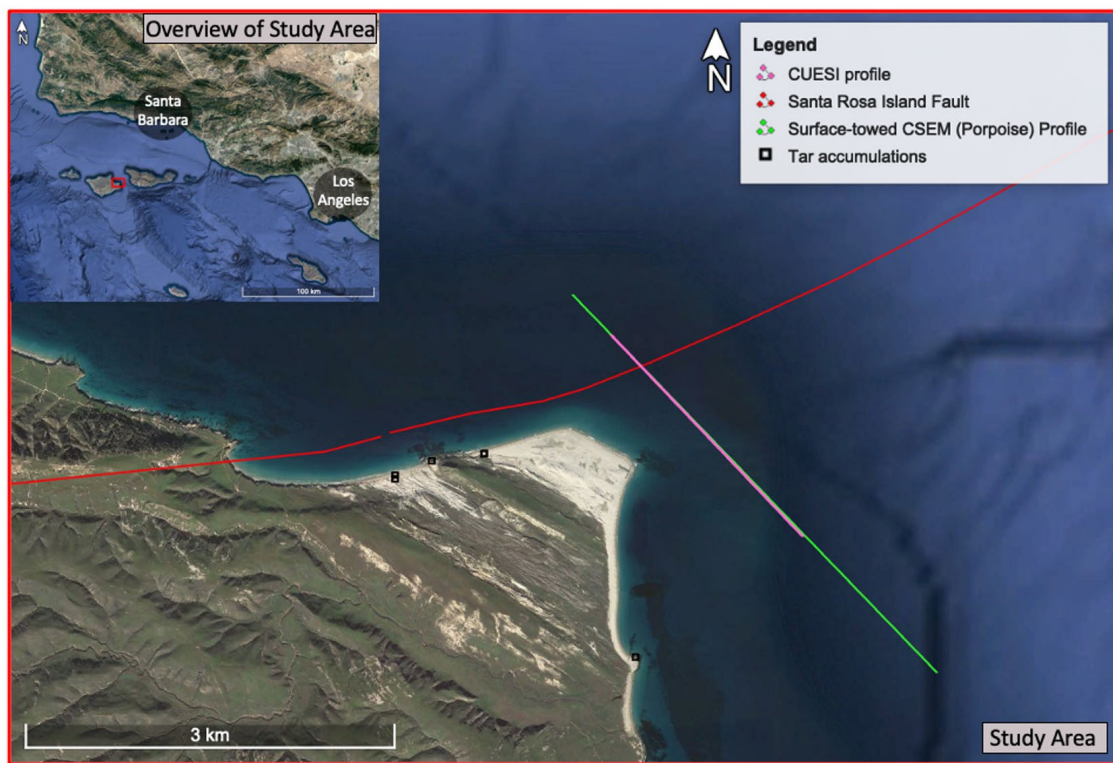 Overview of Study Area
N
Santa
Barbara
Los
Angeles
100 km
N
Legend
CUESI profile
Santa Rosa Island Fault
Surface-towed CSEM (Porpoise) Profile
Tar accumulations
3 km
Study Area